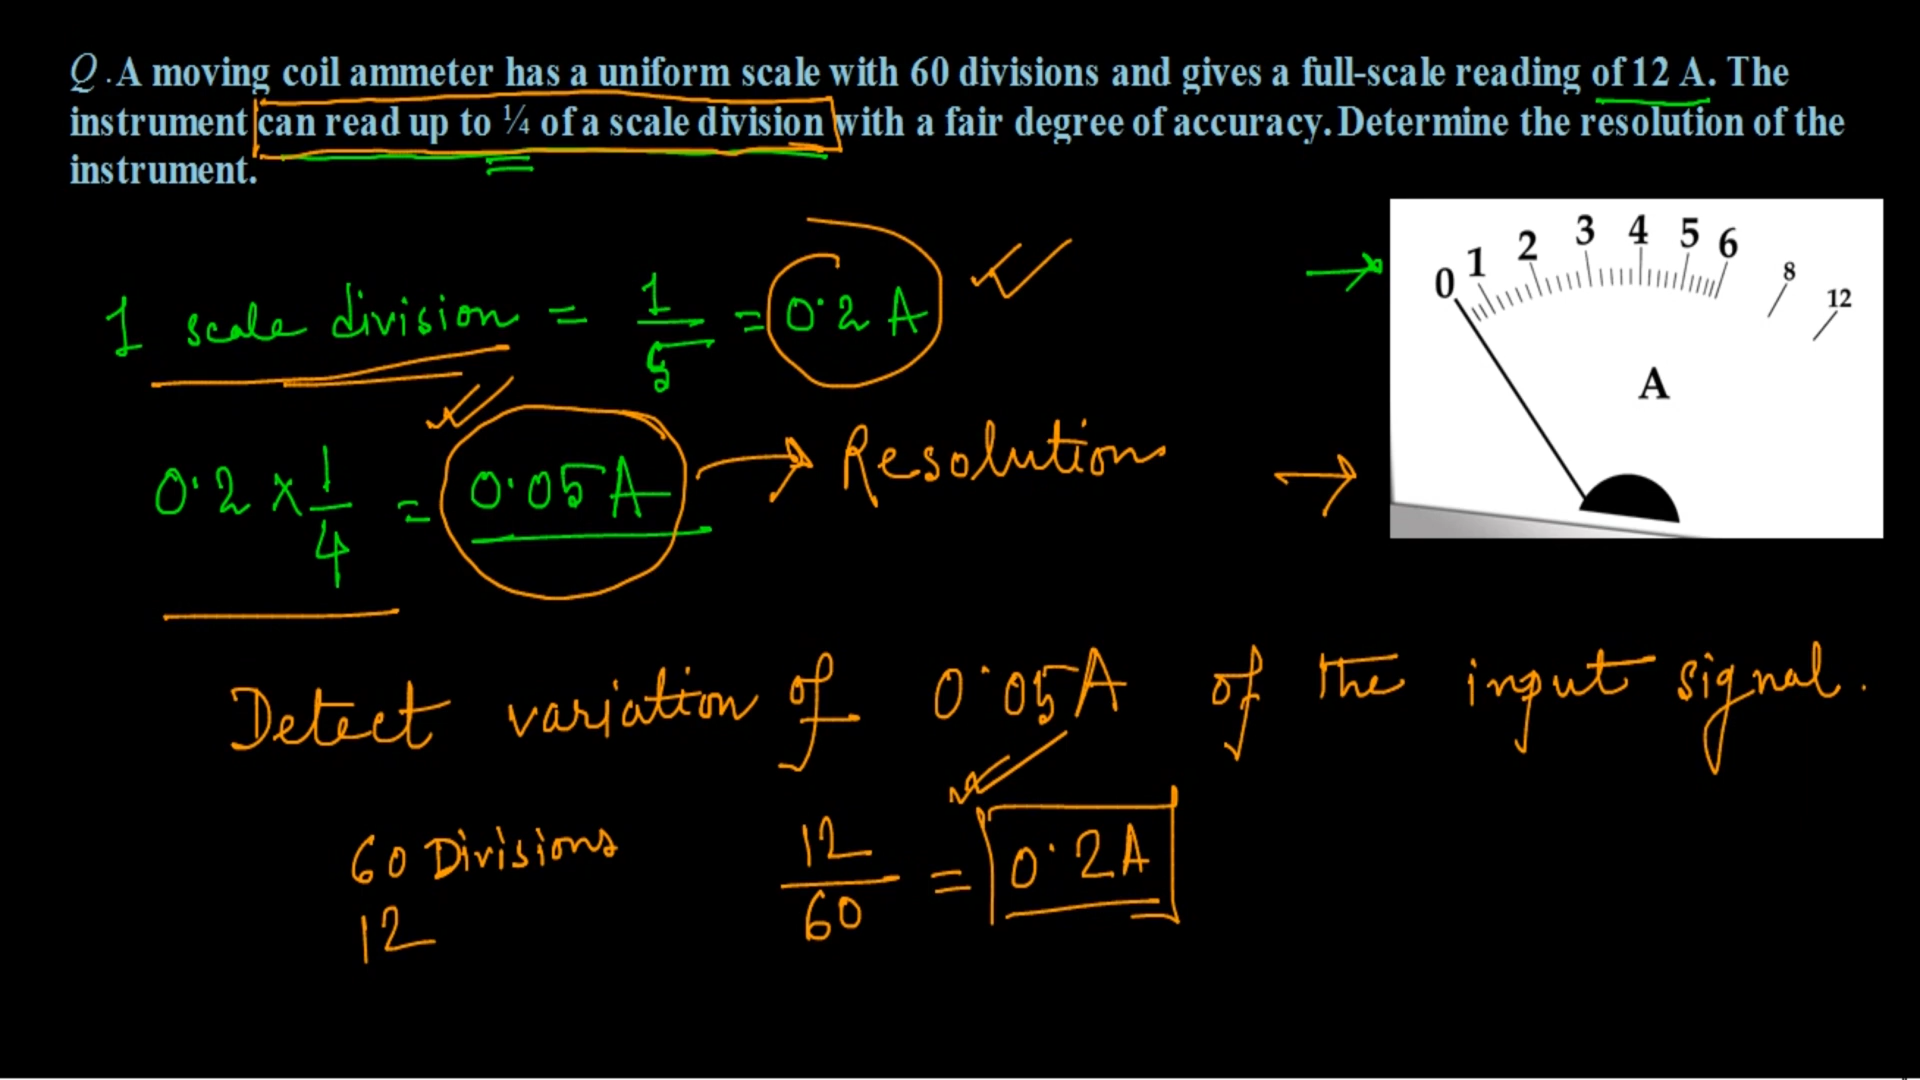 Q. A moving coil ammeter has a uniform scale with 60 divisions and gives a full-scale reading of 12 A. The
instrument can read up to ¼ of a scale division with a fair degree of accuracy. Determine the resolution of the
instrument.
1 scale division = 1/5 = 0.2 A
0.2 × 1/4 = 0.05 A → Resolution
0 1 2 3 4 5 6 8 12
A
Detect variation of 0.05A of the input signal.
60 Divisions
12
12/60 = 0.2A